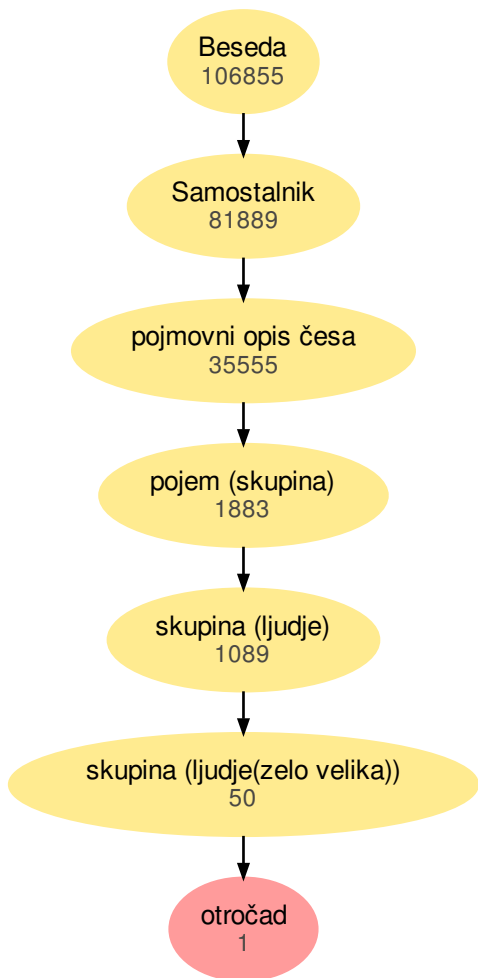 Beseda
106855
Samostalnik
81889
pojmovni opis česa
35555
pojem (skupina)
1883
skupina (ljudje)
1089
skupina (ljudje(zelo velika))
50
otročad
1